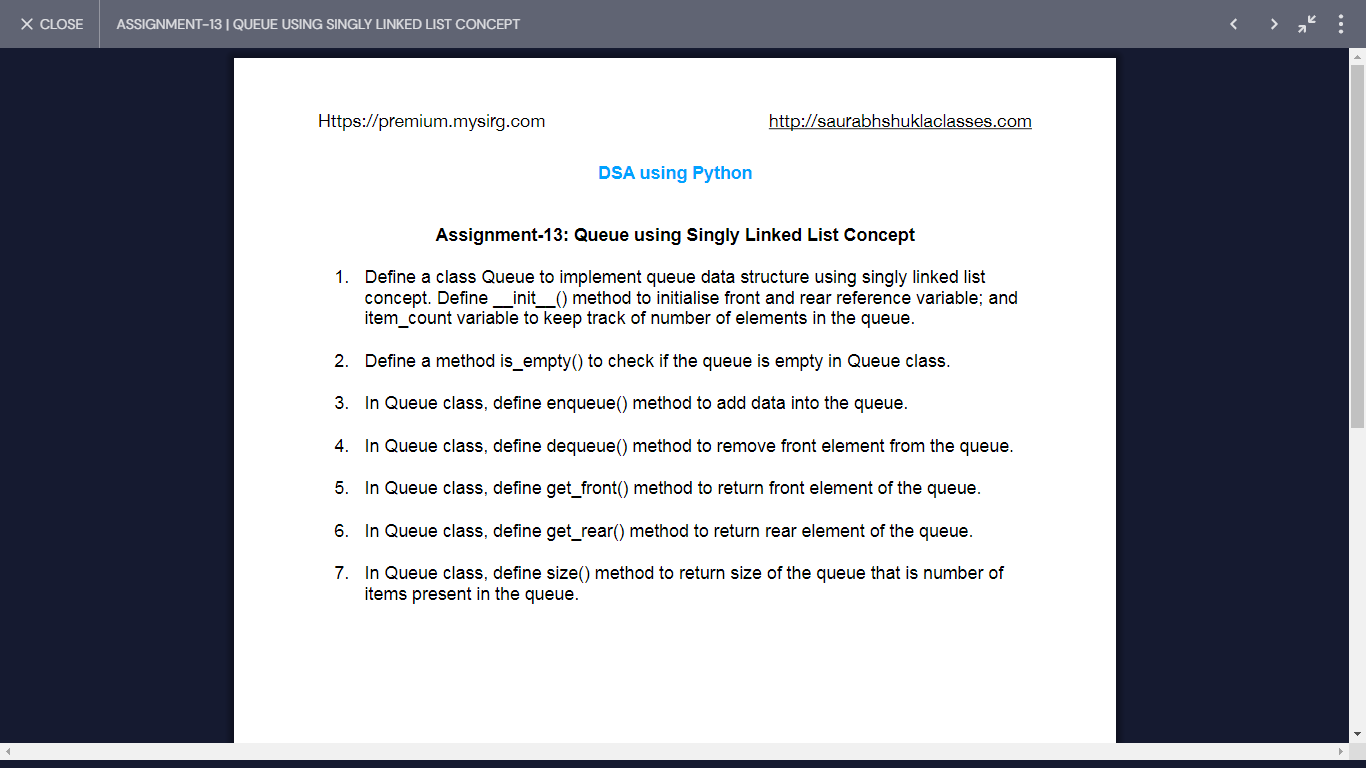 CLOSE
ASSIGNMENT-13 | QUEUE USING SINGLY LINKED LIST CONCEPT
Https://premium.mysirg.com
http://saurabhshuklaclasses.com
DSA using Python
Assignment-13: Queue using Singly Linked List Concept
1. Define a class Queue to implement queue data structure using singly linked list
concept. Define __init__() method to initialise front and rear reference variable; and
item_count variable to keep track of number of elements in the queue.
2. Define a method is_empty() to check if the queue is empty in Queue class.
3. In Queue class, define enqueue() method to add data into the queue.
4. In Queue class, define dequeue() method to remove front element from the queue.
5. In Queue class, define get_front() method to return front element of the queue.
6. In Queue class, define get_rear() method to return rear element of the queue.
7. In Queue class, define size() method to return size of the queue that is number of
items present in the queue.